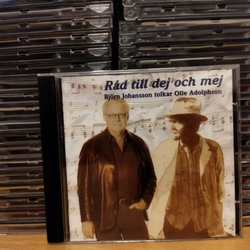 Råd till dej och mej
Björn Johansson tolkar Olle Adolphson